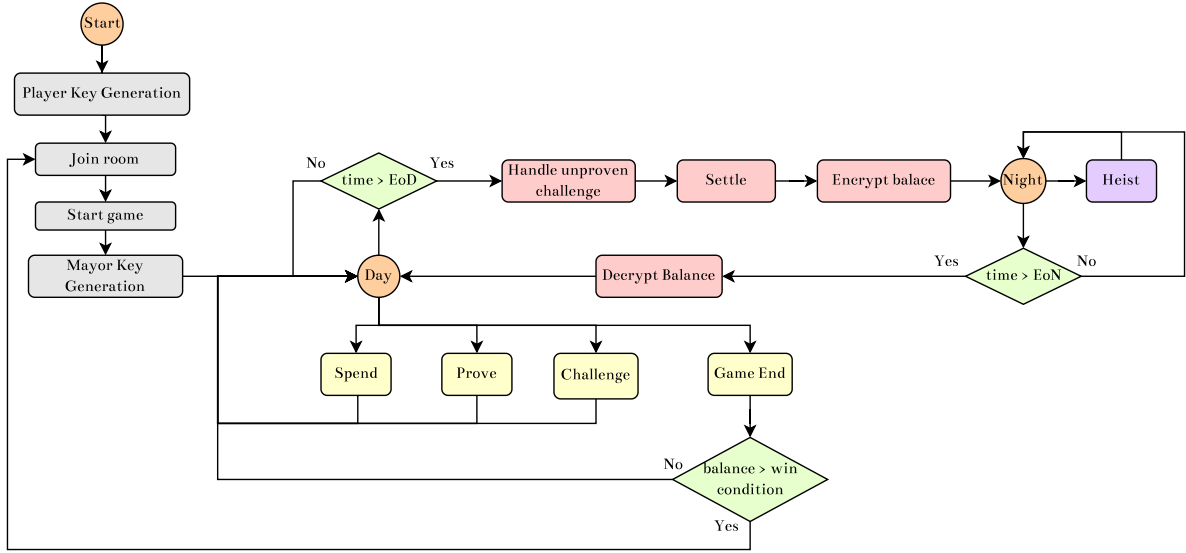 Start
Player Key Generation
Join room
Start game
Mayor Key
Generation
No
time > EoD
Yes
Handle unproven
challenge
Settle
Encrypt balace
Night
Heist
Day
Decrypt Balance
Yes
time > EoN
No
Spend
Prove
Challenge
Game End
No
balance > win
condition
Yes